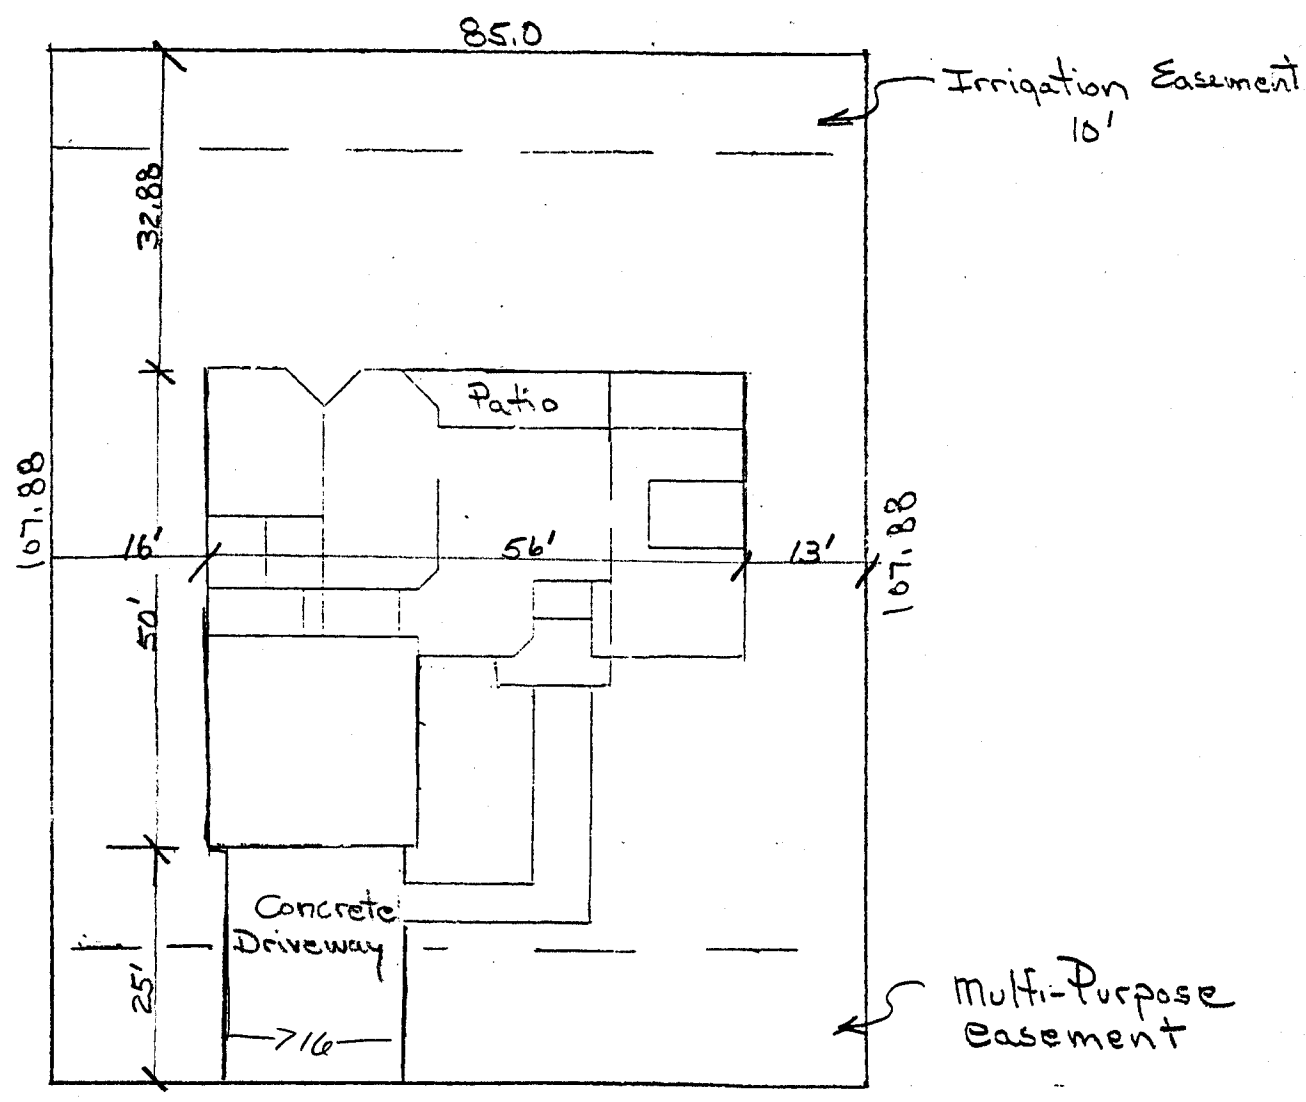 85.0
Irrigation Easement
10'
32.88
Patio
107.88
16'
56'
13'
107.88
50'
Concrete
Driveway
25'
16
Multi-Purpose
easement